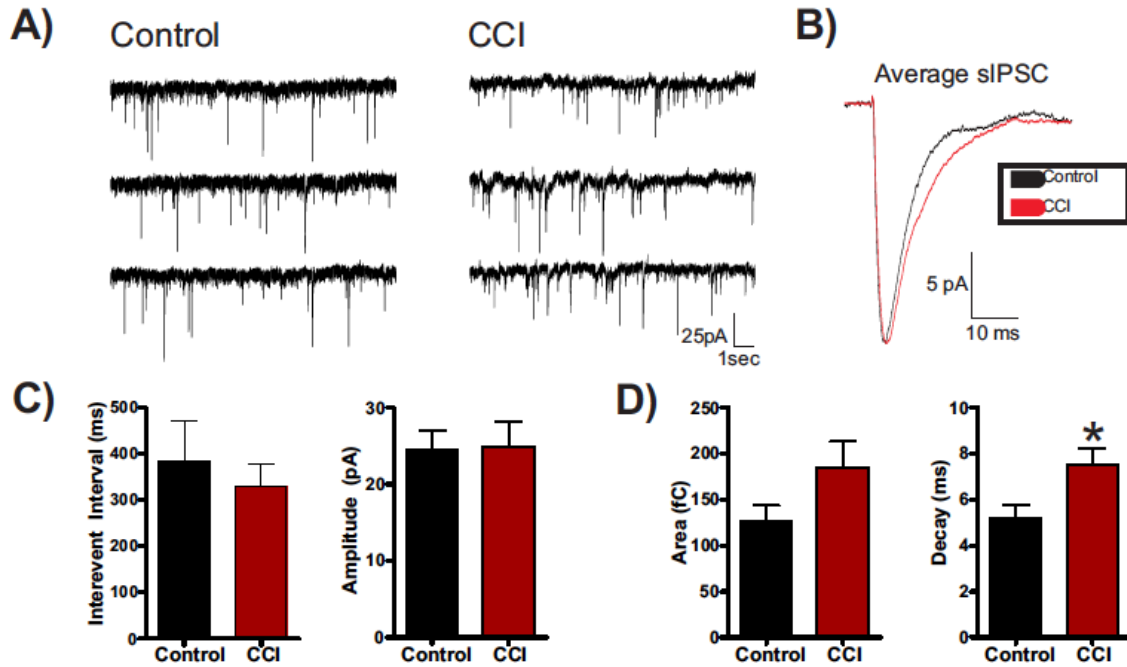 A)
Control
CCI
25pA
1sec
B)
Average sIPSC
Control
CCI
5 pA
10 ms
C)
Interevent Interval (ms)
500
400
300
200
100
0
Control CCI
Amplitude (pA)
30
20
10
0
Control CCI
D)
Area (fC)
250
200
150
100
50
0
Control CCI
Decay (ms)
10
8
6
4
2
0
*
Control CCI